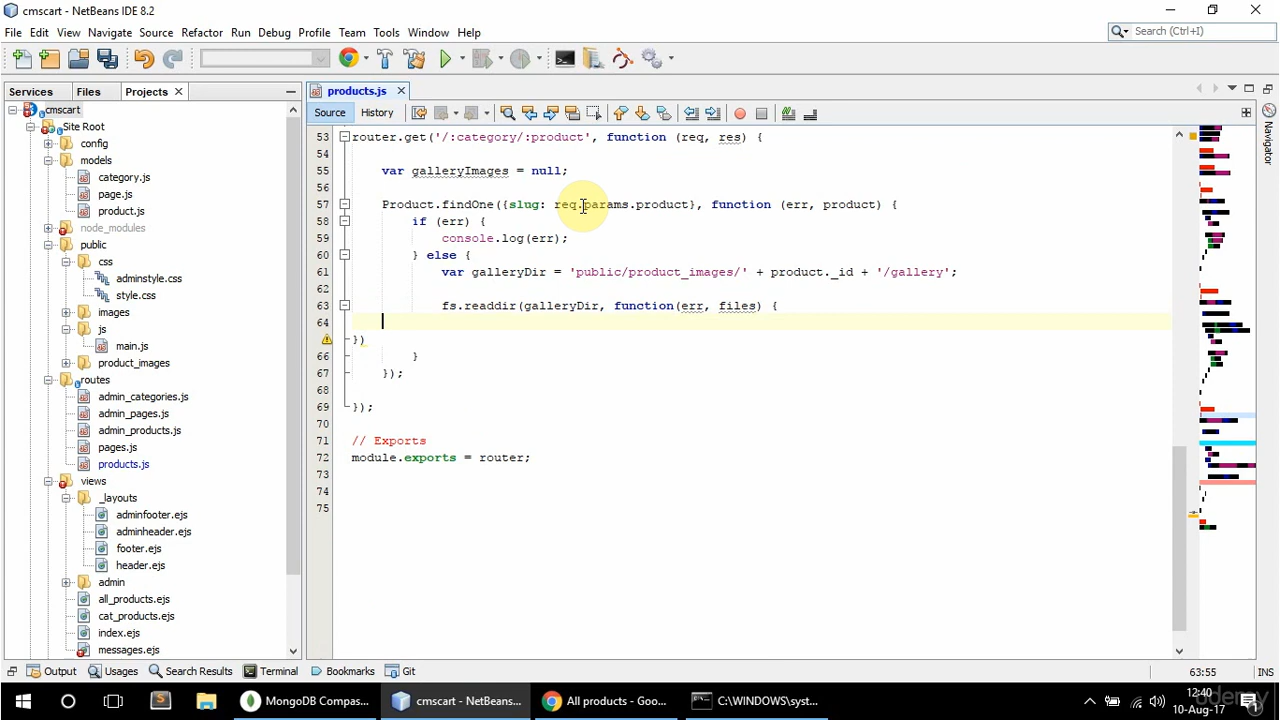 cmscart - NetBeans IDE 8.2
File Edit View Navigate Source Refactor Run Debug Profile Team Tools Window Help
Search (Ctrl+I)
Services Files Projects
products.js
Source History
Navigator
cmscart
Site Root
config
models
category.js
page.js
product.js
node_modules
public
css
adminstyle.css
style.css
images
js
main.js
product_images
routes
admin_categories.js
admin_pages.js
admin_products.js
pages.js
products.js
views
_layouts
adminfooter.ejs
adminheader.ejs
footer.ejs
header.ejs
admin
all_products.ejs
cat_products.ejs
index.ejs
messages.ejs
53 router.get('/:category/:product', function (req, res) {
54
55 var galleryImages = null;
56
57 Product.findOne({slug: req.params.product}, function (err, product) {
58 if (err) {
59 console.log(err);
60 } else {
61 var galleryDir = 'public/product_images/' + product._id + '/gallery';
62
63 fs.readdir(galleryDir, function(err, files) {
64
})
66 }
67 });
68
69 });
70
71 // Exports
72 module.exports = router;
73
74
75
Output Usages Search Results Terminal Bookmarks Git
63:55 INS
MongoDB Compas... cmscart - NetBeans... All products - Goo... C:\WINDOWS\syst...
12:40
10-Aug-17
udemy